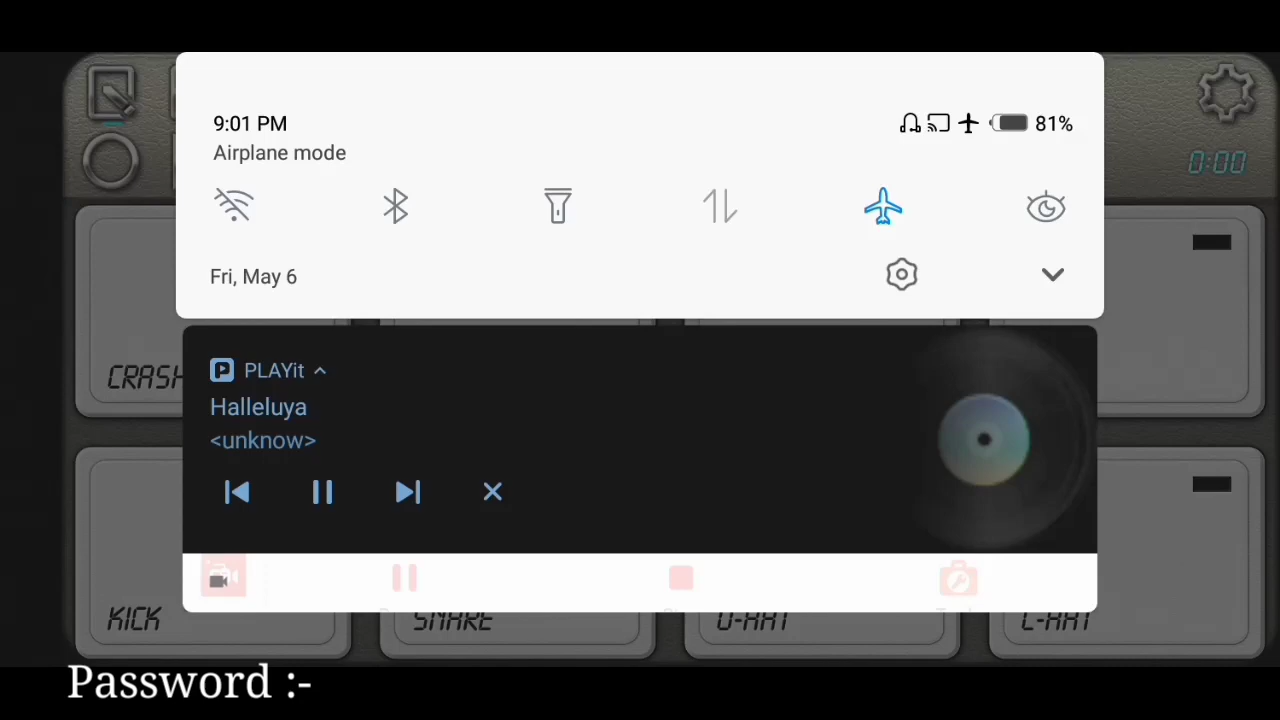 9:01 PM
81%
Airplane mode
0:00
Fri, May 6
CRASH
PLAYit
Halleluya
<unknow>
KICK
SNARE
O-HAT
C-HAT
Password :-